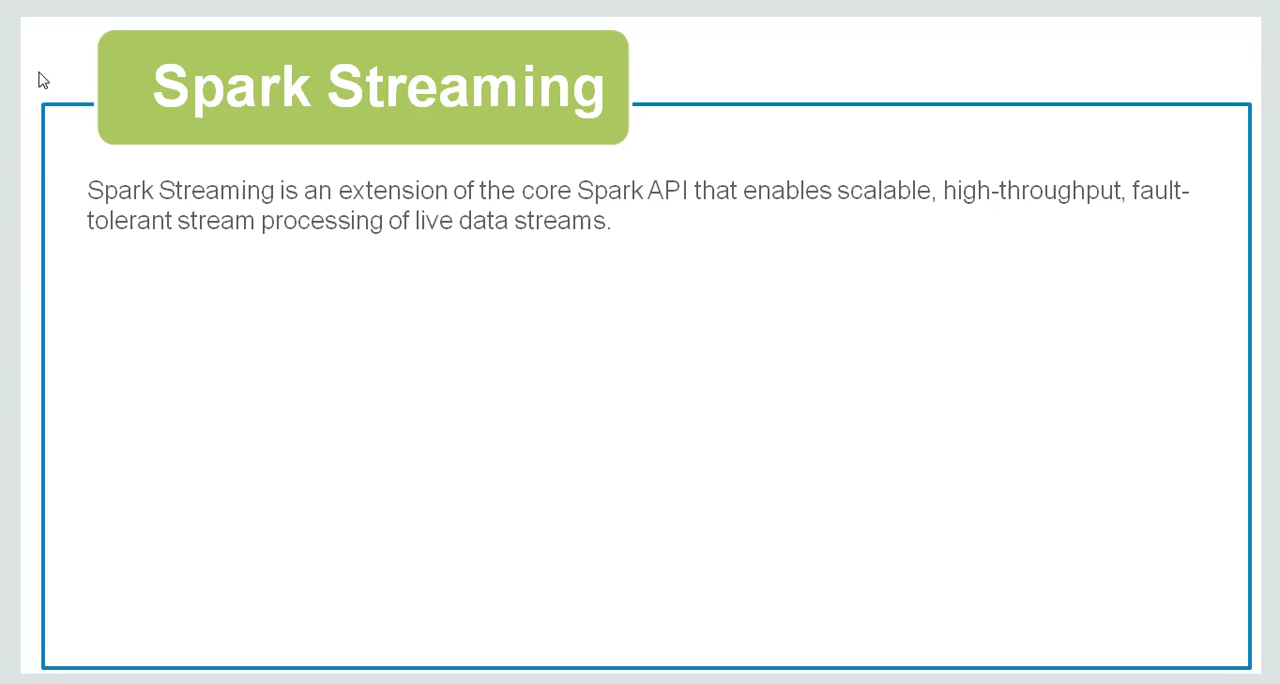 Spark Streaming
Spark Streaming is an extension of the core Spark API that enables scalable, high-throughput, fault-
tolerant stream processing of live data streams.